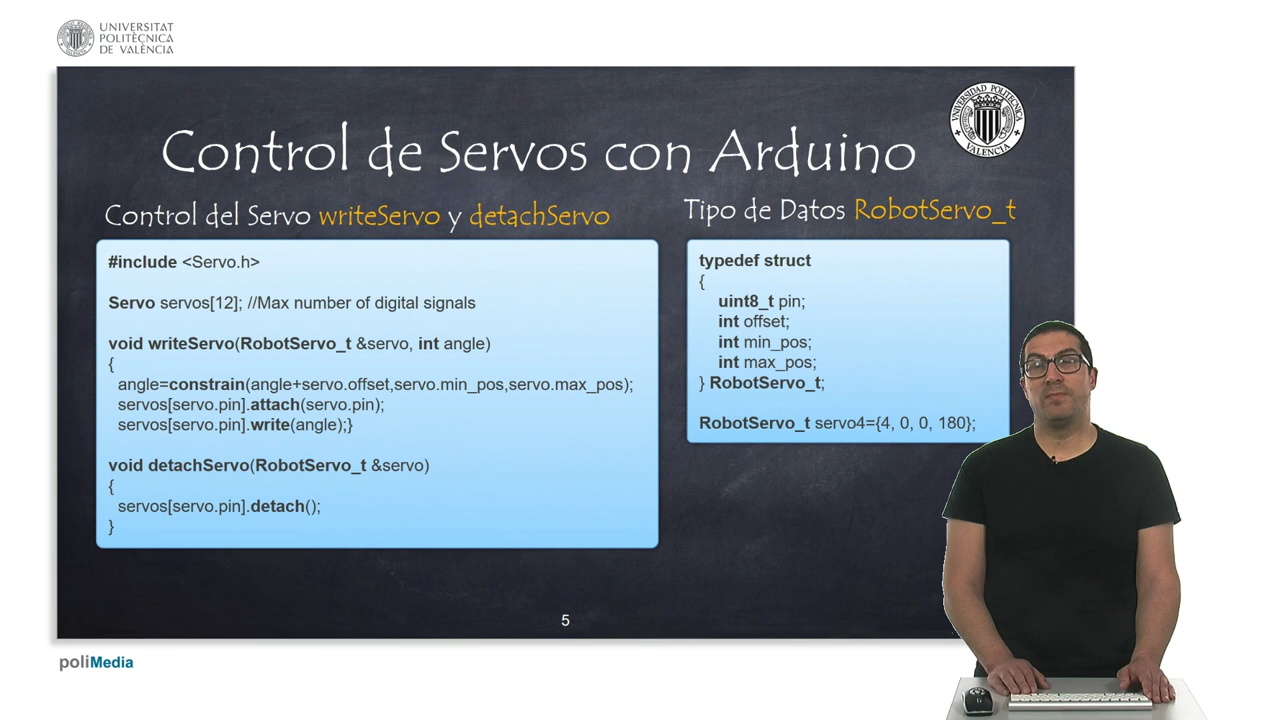 UNIVERSITAT
POLITÈCNICA
DE VALÈNCIA
UNIVERSIDAD POLITECNICA
VALENCIA
Control de Servos con Arduino
Control del Servo writeServo y detachServo
#include <Servo.h>
Servo servos[12]; //Max number of digital signals
void writeServo(RobotServo_t &servo, int angle)
{
angle=constrain(angle+servo.offset,servo.min_pos,servo.max_pos);
servos[servo.pin].attach(servo.pin);
servos[servo.pin].write(angle);}
void detachServo(RobotServo_t &servo)
{
servos[servo.pin].detach();
}
Tipo de Datos RobotServo_t
typedef struct
{
uint8_t pin;
int offset;
int min_pos;
int max_pos;
} RobotServo_t;
RobotServo_t servo4={4, 0, 0, 180};
5
poliMedia